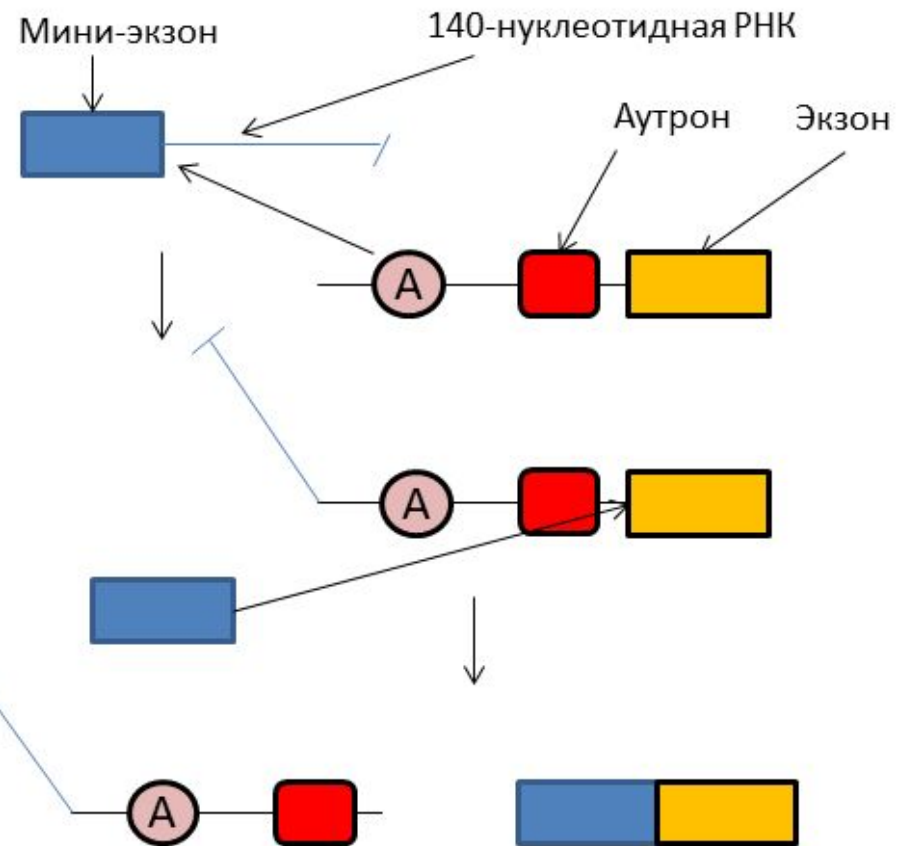 Мини-экзон
140-нуклеотидная РНК
Аутрон
Экзон
А
А
А